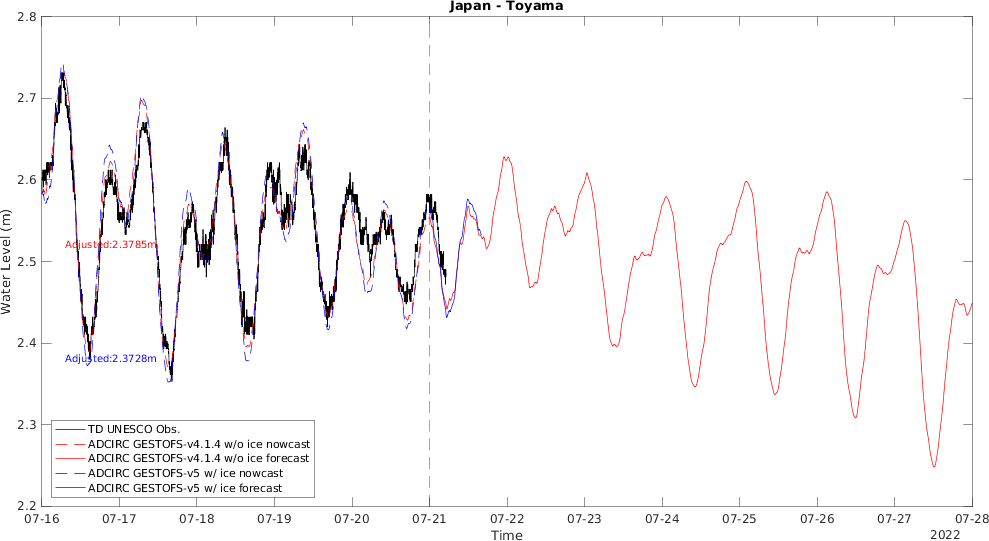 Japan - Toyama
2.8
2.7
2.6
2.5
2.4
2.3
2.2
Water Level (m)
Adjusted:2.3785m
Adjusted:2.3728m
TD UNESCO Obs.
ADCIRC GESTOFS-v4.1.4 w/o ice nowcast
ADCIRC GESTOFS-v4.1.4 w/o ice forecast
ADCIRC GESTOFS-v5 w/ ice nowcast
ADCIRC GESTOFS-v5 w/ ice forecast
07-16 07-17 07-18 07-19 07-20 07-21 07-22 07-23 07-24 07-25 07-26 07-27 07-28
Time
2022